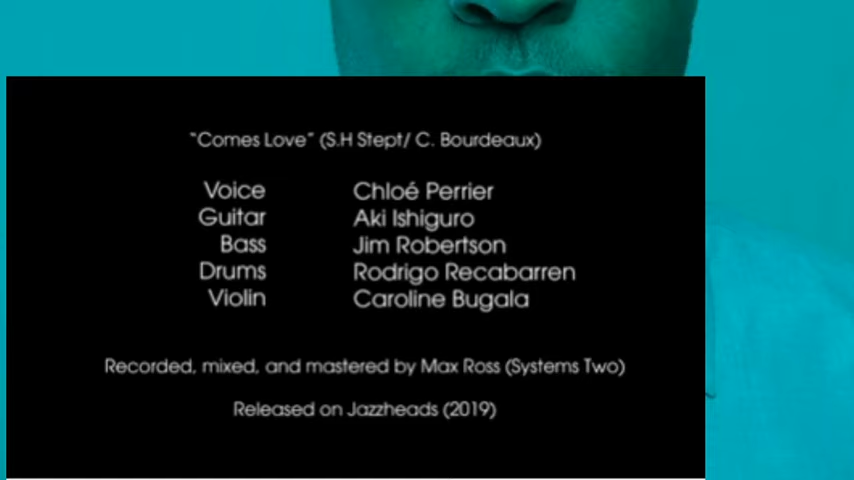 "Comes Love" (S.H Stept/ C. Bourdeaux)
Voice Chloé Perrier
Guitar Aki Ishiguro
Bass Jim Robertson
Drums Rodrigo Recabarren
Violin Caroline Bugala
Recorded, mixed, and mastered by Max Ross (Systems Two)
Released on Jazzheads (2019)